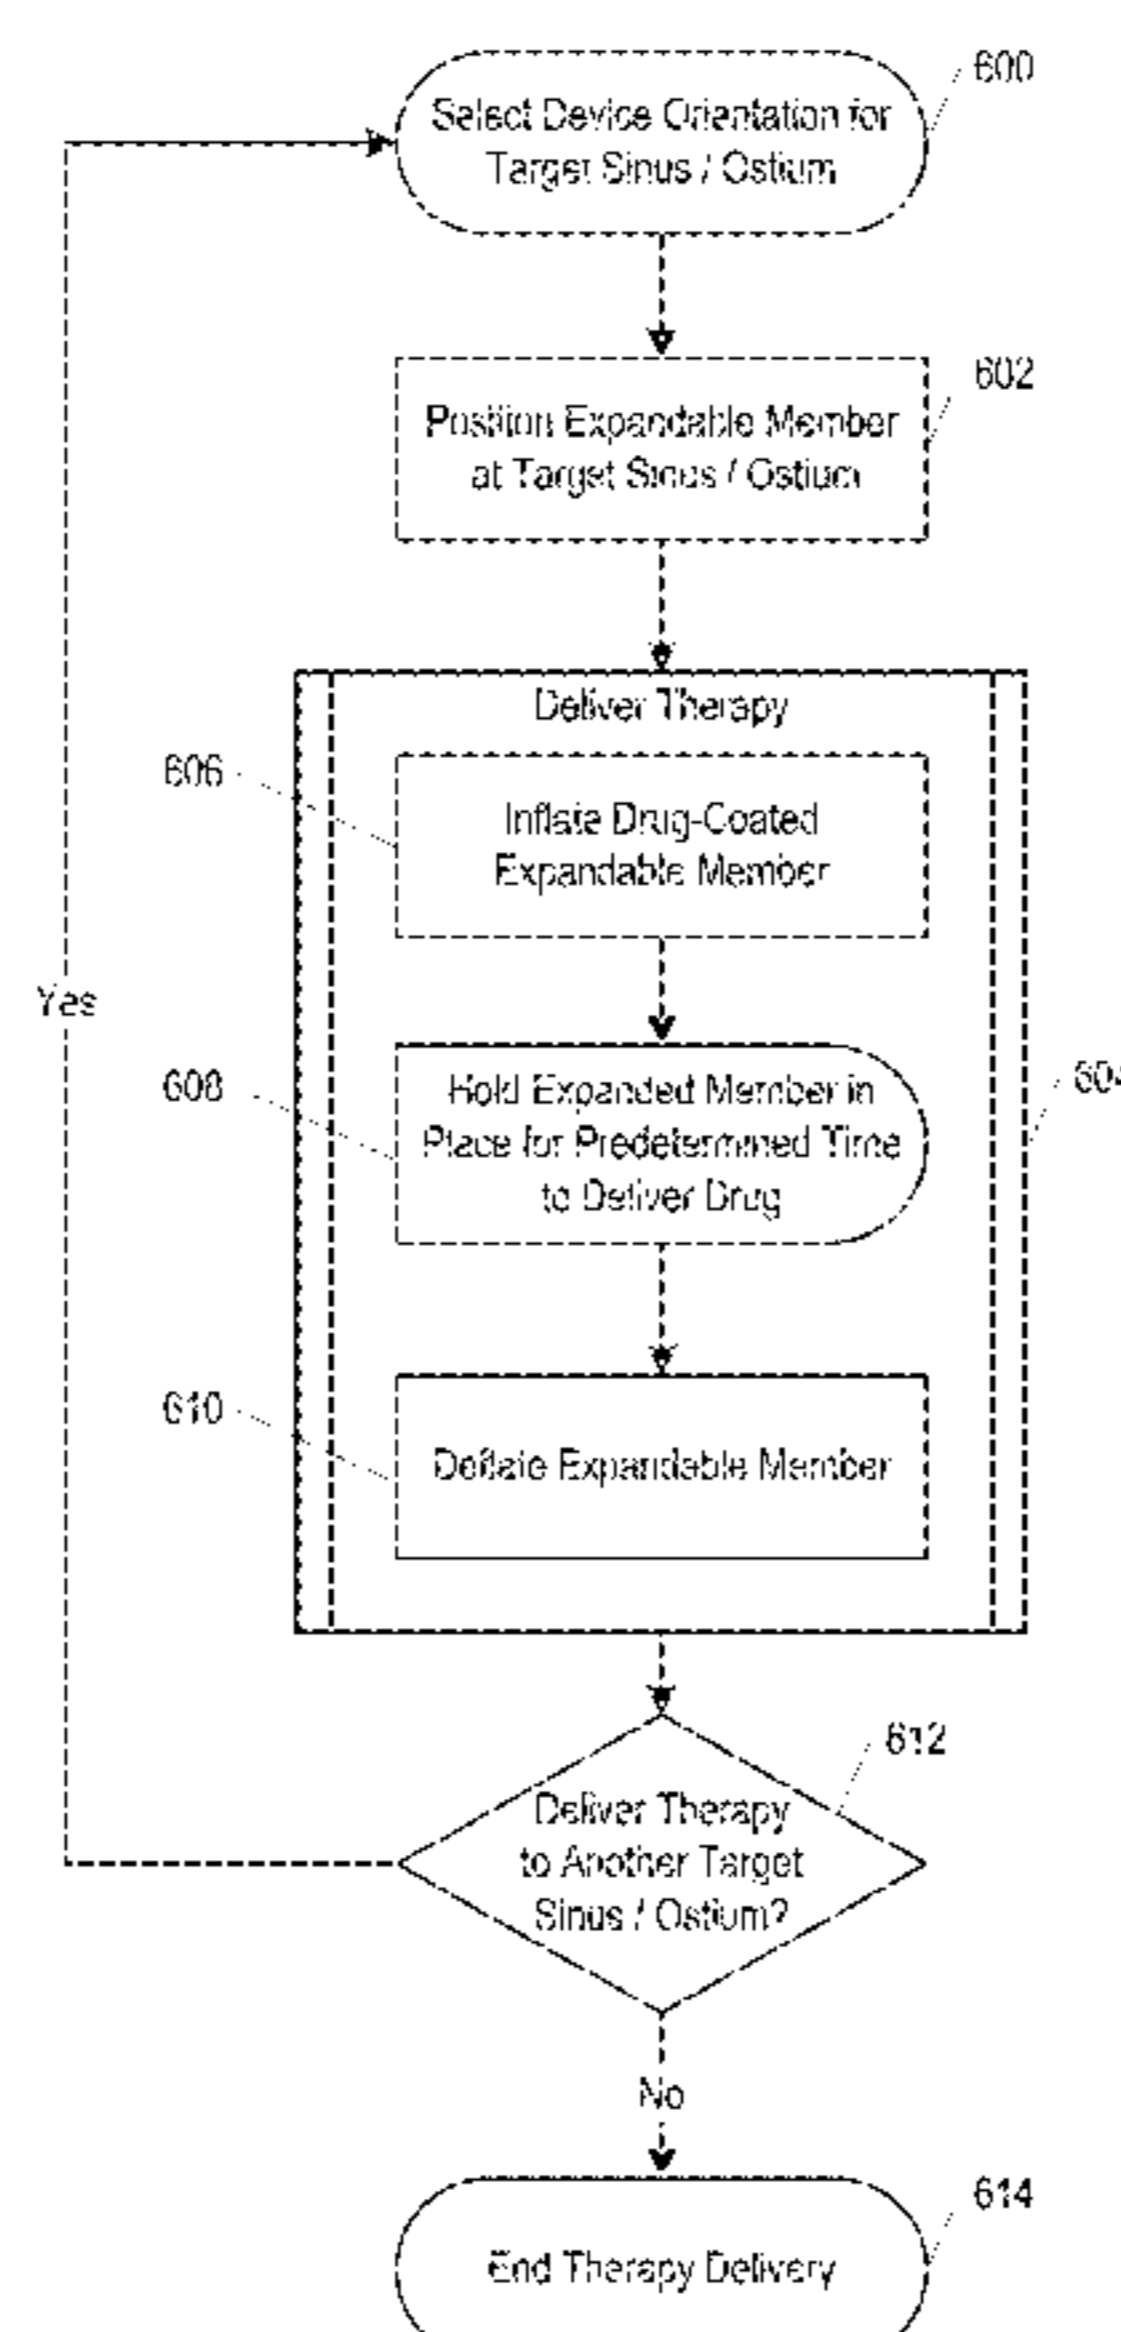 600
Select Device Orientation for
Target Sinus / Ostium
602
Position Expandable Member
at Target Sinus / Ostium
Deliver Therapy
606
Inflate Drug-Coated
Expandable Member
Yes
608
Hold Expanded Member in
Place for Predetermined Time
to Deliver Drug
604
610
Deflate Expandable Member
612
Deliver Therapy
to Another Target
Sinus / Ostium?
No
614
End Therapy Delivery